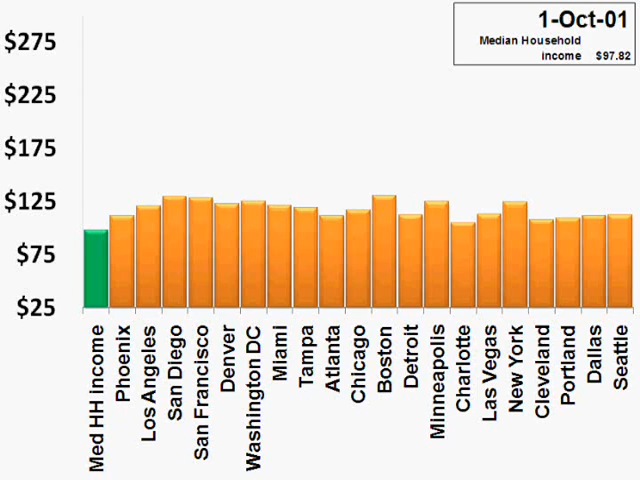 1-Oct-01
Median Household
income $97.82
$275
$225
$175
$125
$75
$25
Med HH income
Phoenix
Los Angeles
San Diego
San Francisco
Denver
Washington DC
Miami
Tampa
Atlanta
Chicago
Boston
Detroit
Minneapolis
Charlotte
Las Vegas
New York
Cleveland
Portland
Dallas
Seattle